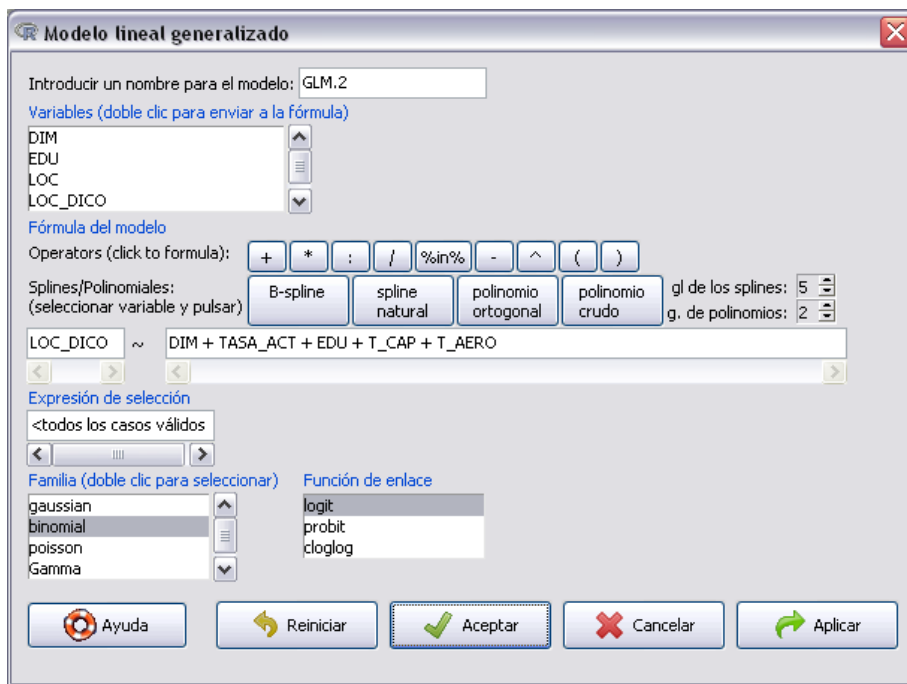 Modelo lineal generalizado
Introducir un nombre para el modelo: GLM.2
Variables (doble clic para enviar a la fórmula)
DIM
EDU
LOC
LOC_DICO
Fórmula del modelo
Operators (click to formula): + * : / %in% - ^ ( )
Splines/Polinomiales:
(seleccionar variable y pulsar)
B-spline
spline
natural
polinomio
ortogonal
polinomio
crudo
gl de los splines: 5
g. de polinomios: 2
LOC_DICO ~ DIM + TASA_ACT + EDU + T_CAP + T_AERO
Expresión de selección
<todos los casos válidos
Familia (doble clic para seleccionar) Función de enlace
gaussian
binomial
poisson
Gamma
logit
probit
cloglog
Ayuda Reiniciar Aceptar Cancelar Aplicar